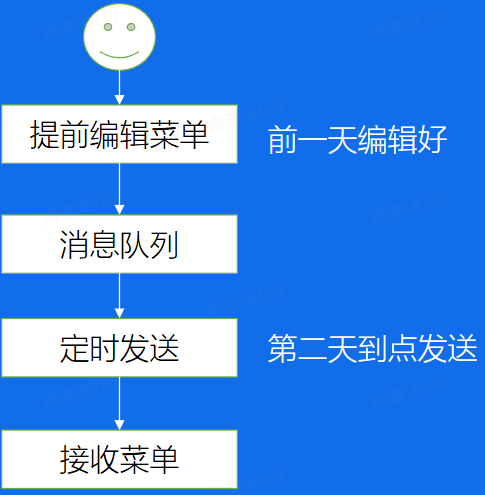 提前编辑菜单
前一天编辑好
消息队列
定时发送
第二天到点发送
接收菜单